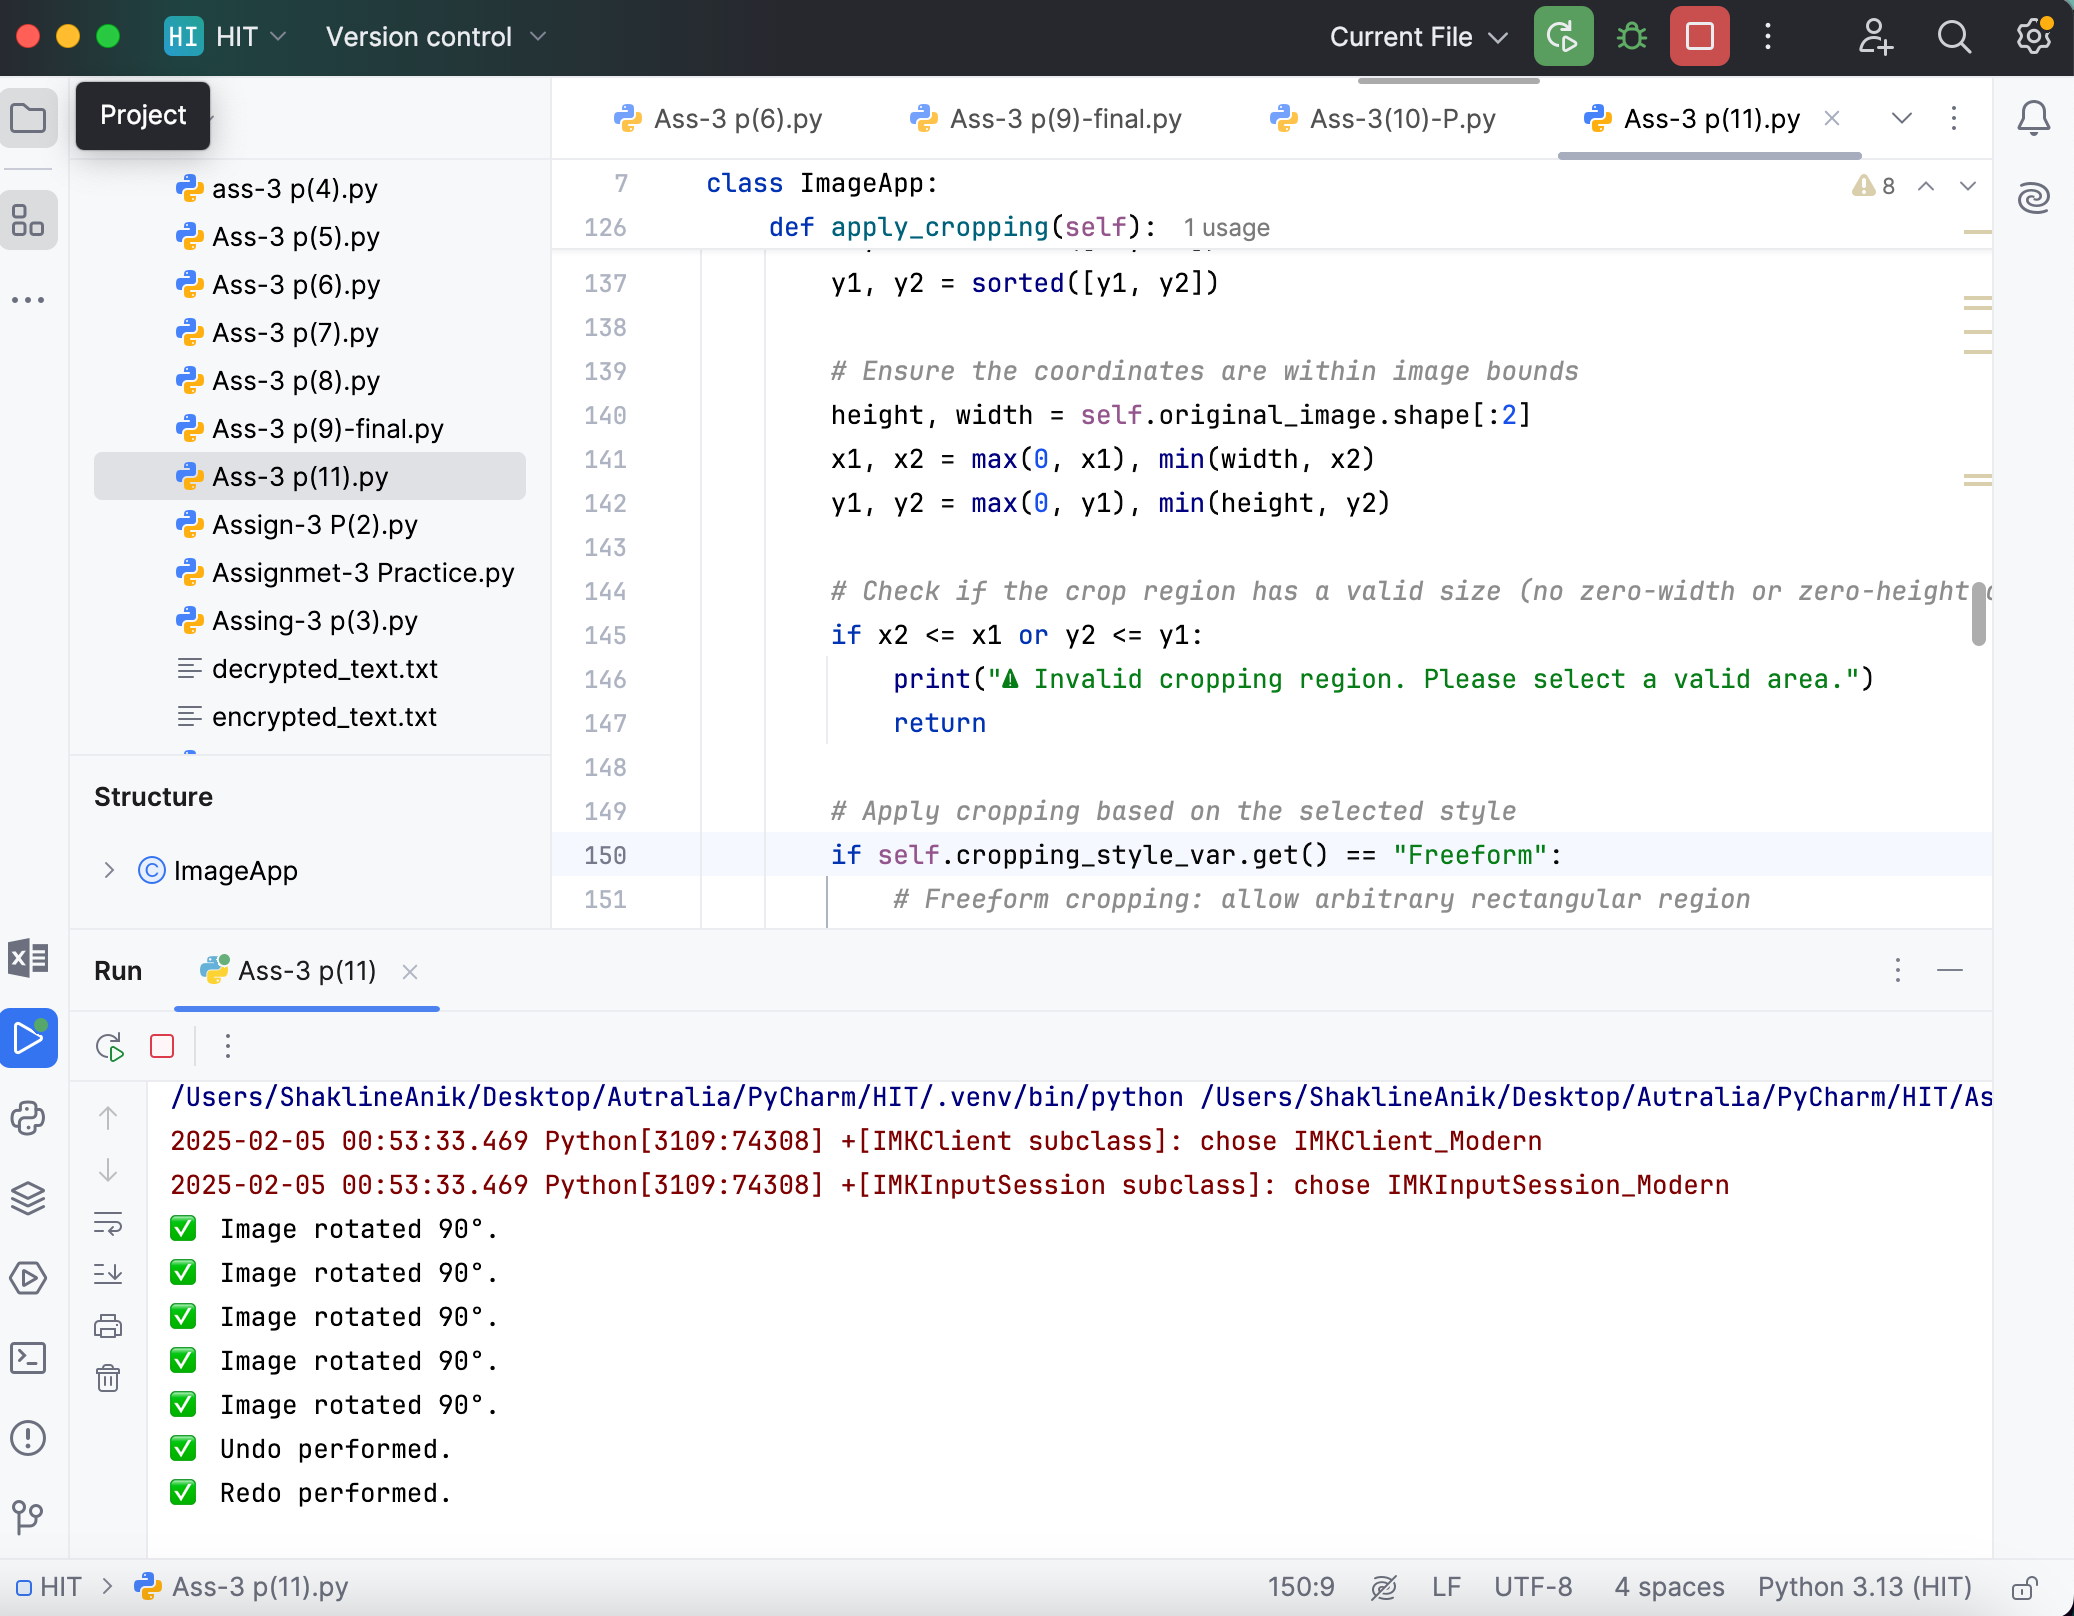 HI HIT Version control Current File
Project
Ass-3 p(6).py Ass-3 p(9)-final.py Ass-3(10)-P.py Ass-3 p(11).py
ass-3 p(4).py
Ass-3 p(5).py
Ass-3 p(6).py
Ass-3 p(7).py
Ass-3 p(8).py
Ass-3 p(9)-final.py
Ass-3 p(11).py
Assign-3 P(2).py
Assignmet-3 Practice.py
Assing-3 p(3).py
decrypted_text.txt
encrypted_text.txt
Structure
C ImageApp
7 class ImageApp: 8
126 def apply_cropping(self): 1 usage
137 y1, y2 = sorted([y1, y2])
138
139 # Ensure the coordinates are within image bounds
140 height, width = self.original_image.shape[:2]
141 x1, x2 = max(0, x1), min(width, x2)
142 y1, y2 = max(0, y1), min(height, y2)
143
144 # Check if the crop region has a valid size (no zero-width or zero-height
145 if x2 <= x1 or y2 <= y1:
146 print("⚠ Invalid cropping region. Please select a valid area.")
147 return
148
149 # Apply cropping based on the selected style
150 if self.cropping_style_var.get() == "Freeform":
151 # Freeform cropping: allow arbitrary rectangular region
Run Ass-3 p(11)
/Users/ShaklineAnik/Desktop/Autralia/PyCharm/HIT/.venv/bin/python /Users/ShaklineAnik/Desktop/Autralia/PyCharm/HIT/As
2025-02-05 00:53:33.469 Python[3109:74308] +[IMKClient subclass]: chose IMKClient_Modern
2025-02-05 00:53:33.469 Python[3109:74308] +[IMKInputSession subclass]: chose IMKInputSession_Modern
✅ Image rotated 90°.
✅ Image rotated 90°.
✅ Image rotated 90°.
✅ Image rotated 90°.
✅ Image rotated 90°.
✅ Undo performed.
✅ Redo performed.
HIT > Ass-3 p(11).py 150:9 LF UTF-8 4 spaces Python 3.13 (HIT)